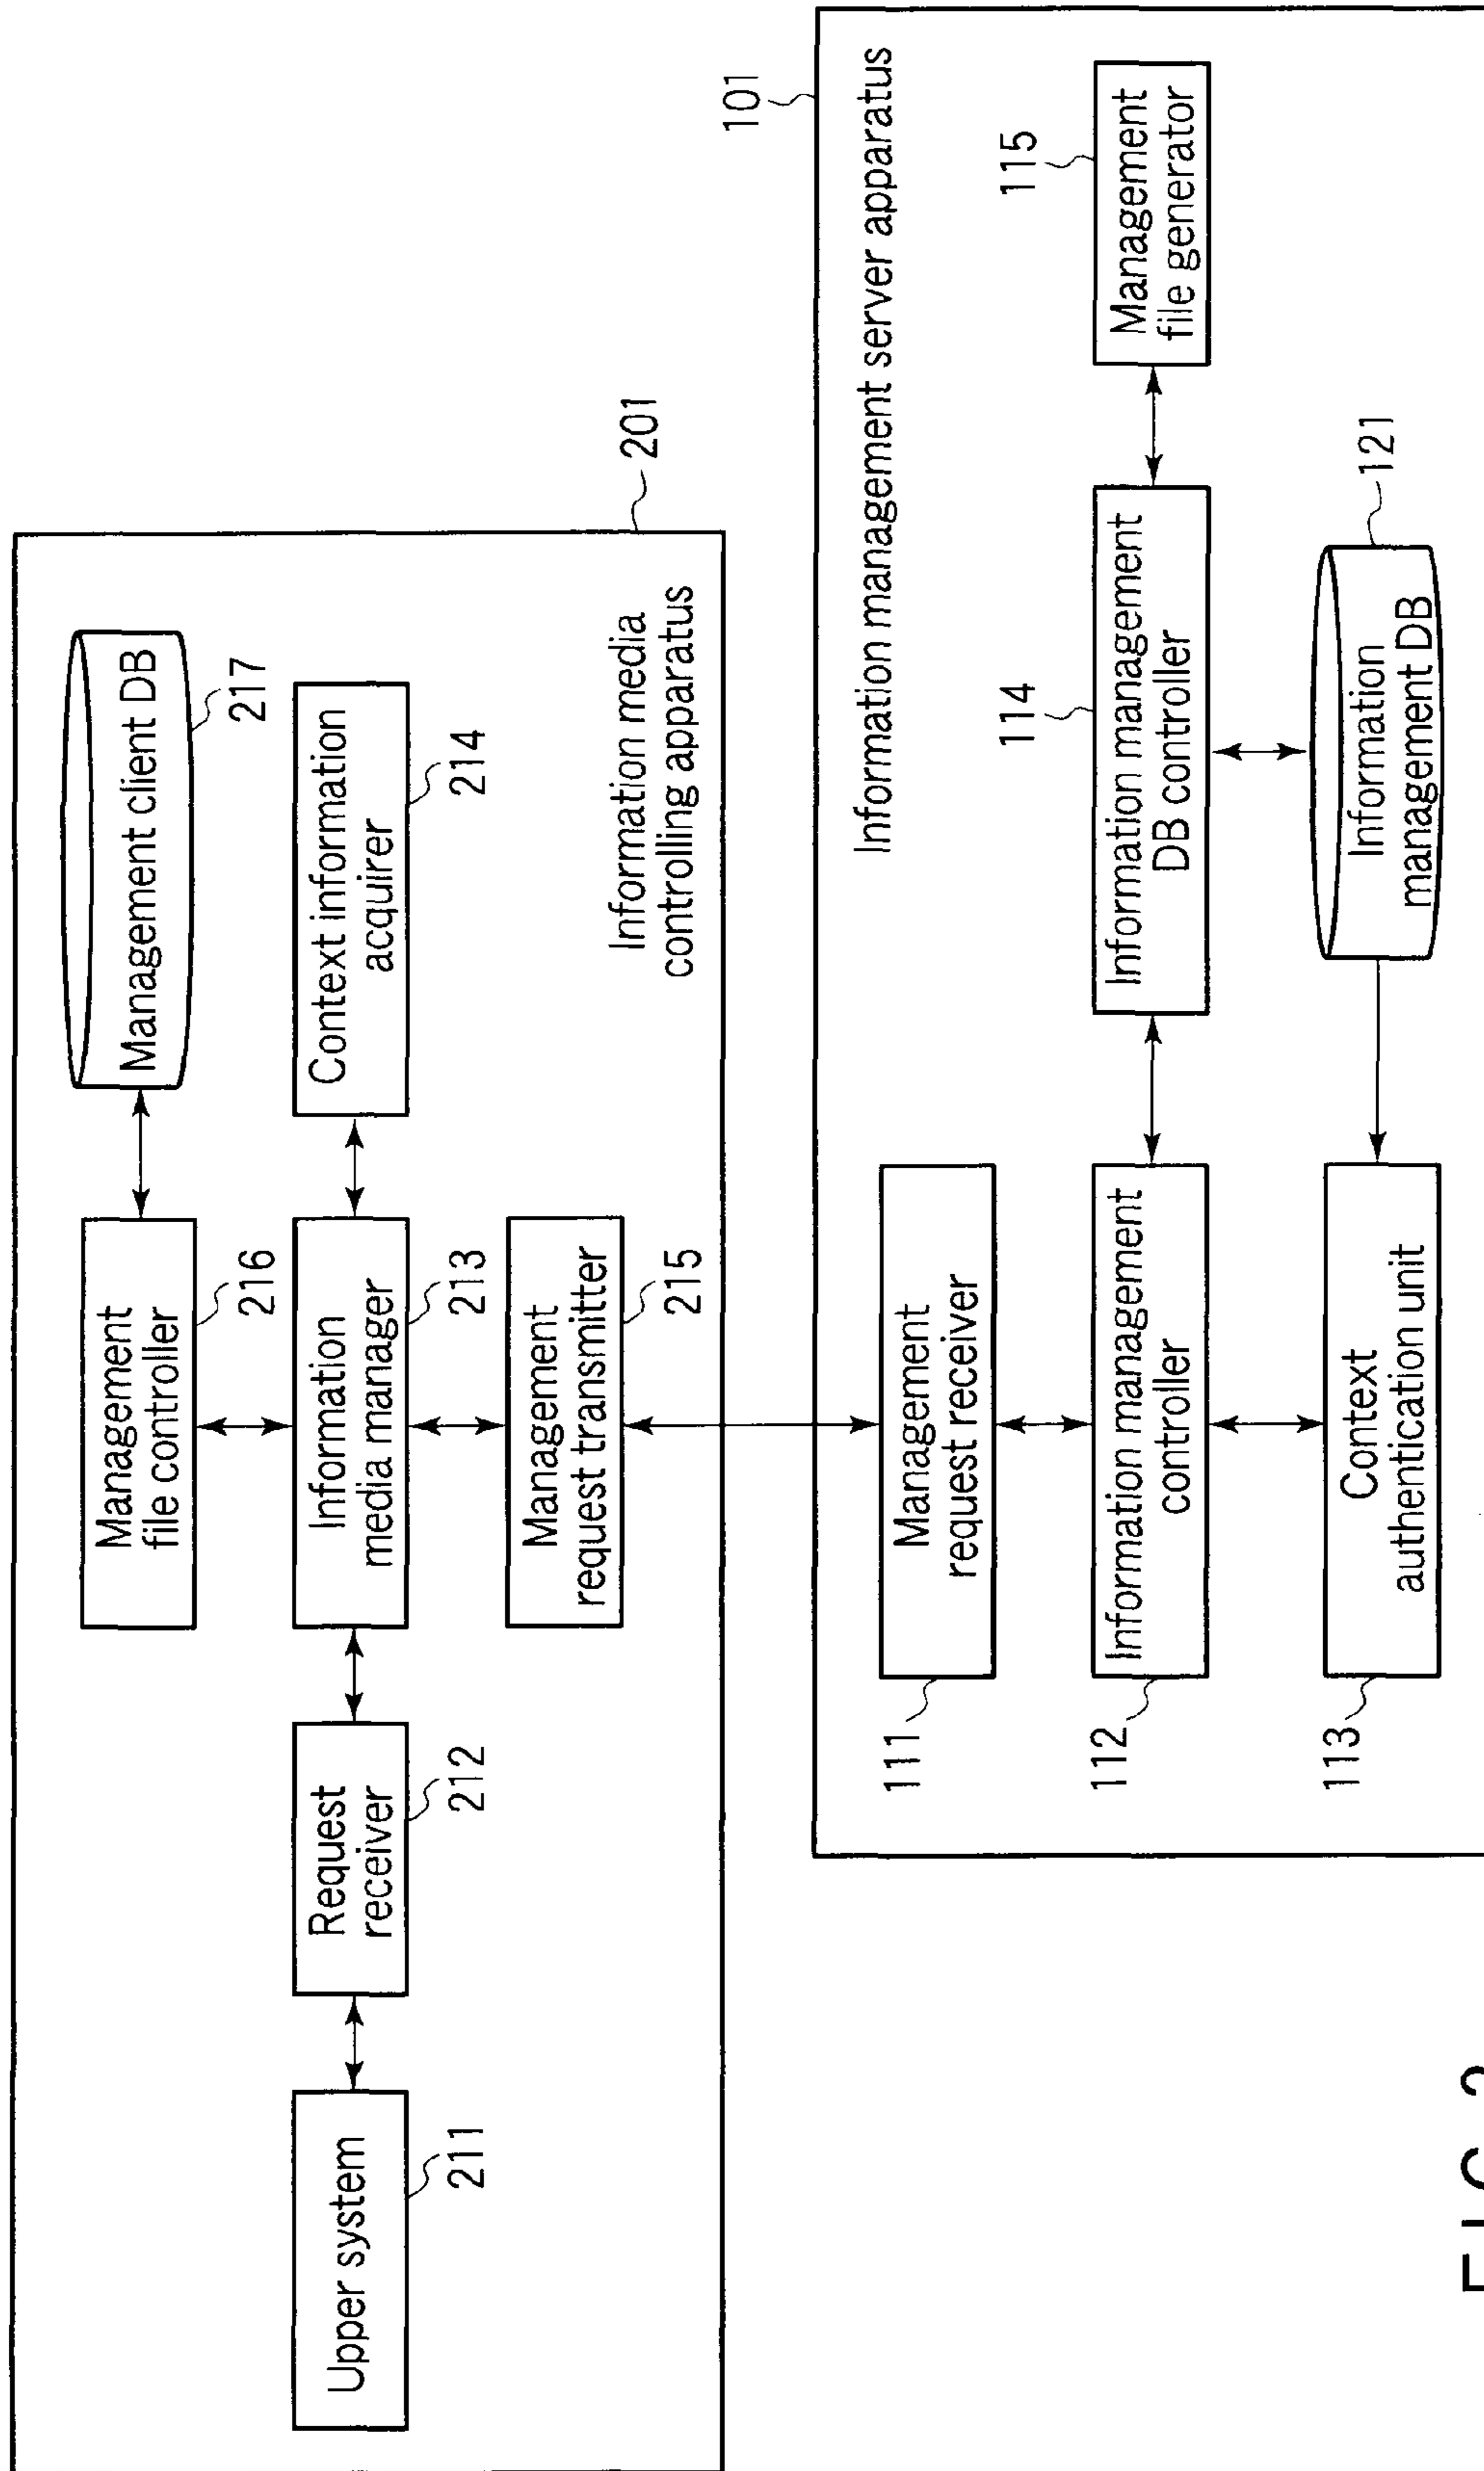 Management client DB
217
Management
file controller
216
Context information
acquirer
214
Information
media manager
213
Request
receiver
212
Upper system
211
Management
request transmitter
215
Information media
controlling apparatus
201
101
Information management server apparatus
Management
request receiver
111
Information management
controller
112
Information management
DB controller
114
Management
file generator
115
Context
authentication unit
113
Information
management DB
121